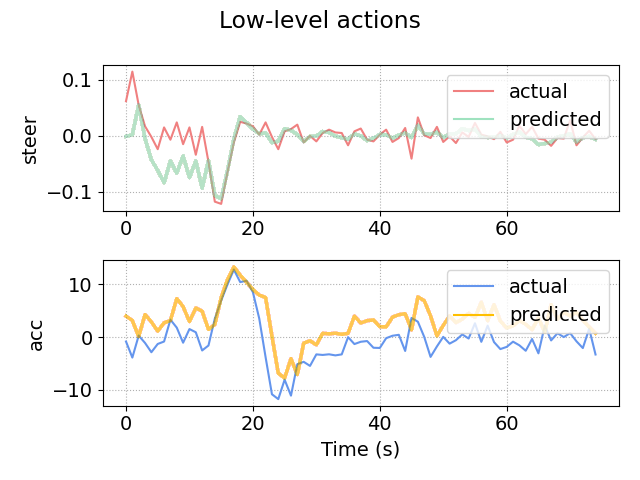 Low-level actions
steer
0.1
0.0
−0.1
actual
predicted
0
20
40
60
acc
10
0
−10
actual
predicted
0
20
40
60
Time (s)